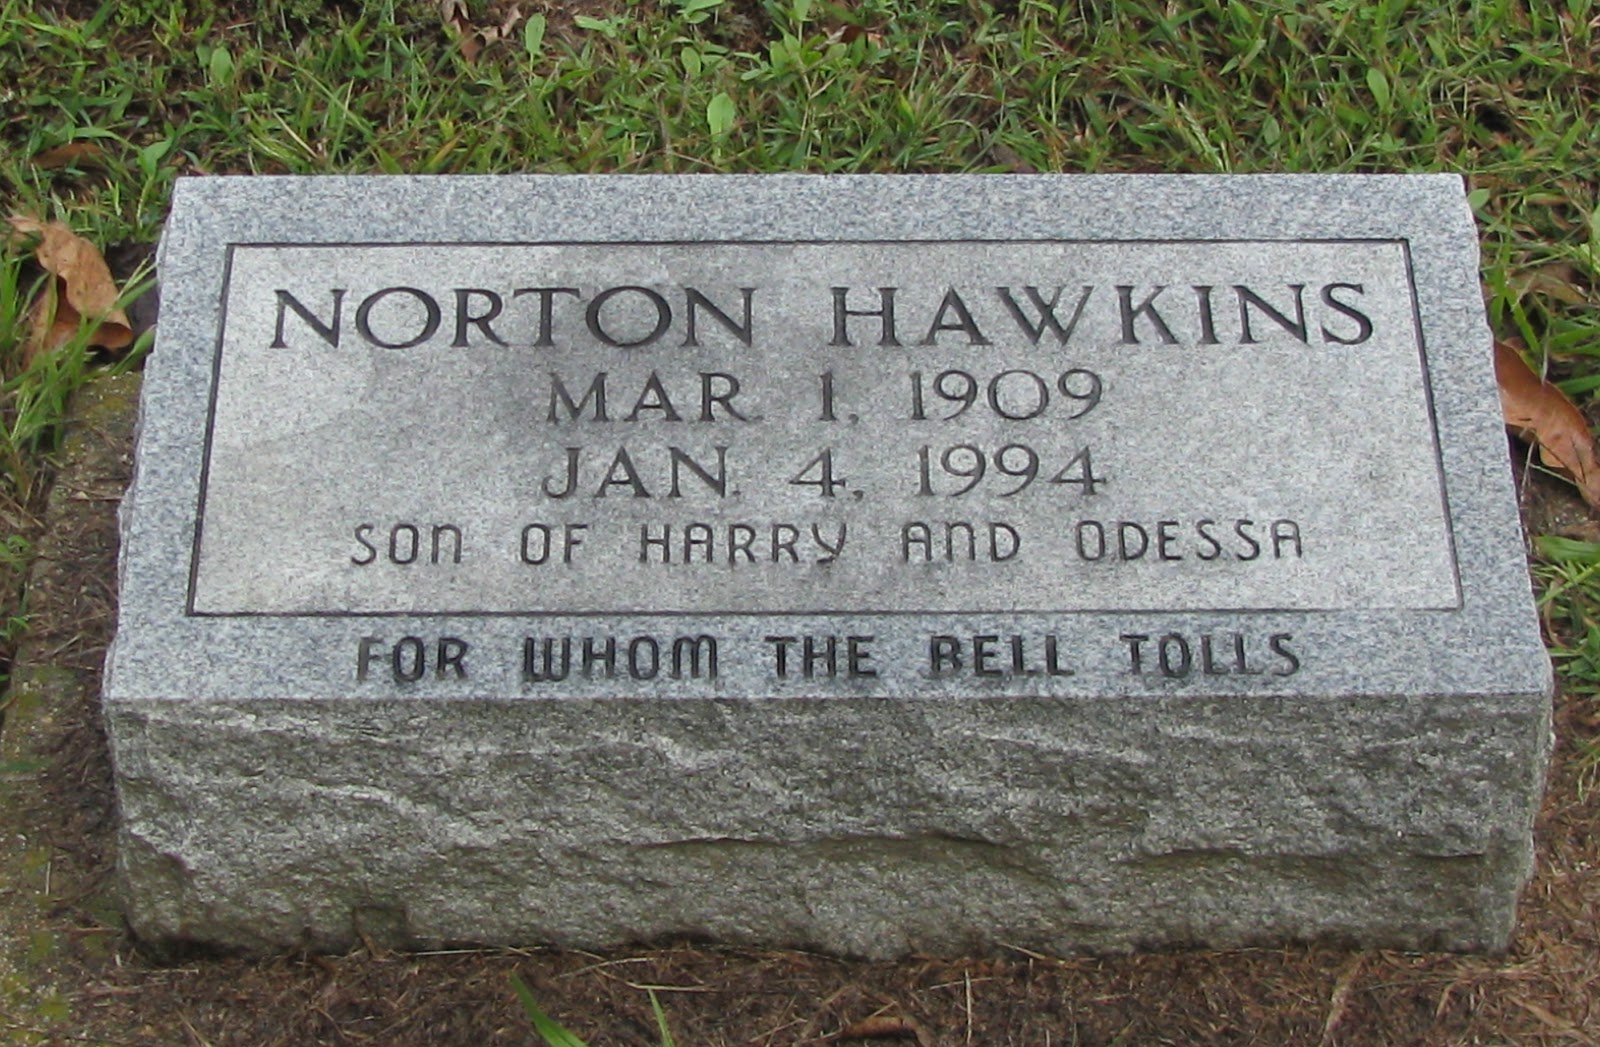 NORTON HAWKINS
MAR. 1, 1909
JAN. 4, 1994
SON OF HARRY AND ODESSA
FOR WHOM THE BELL TOLLS